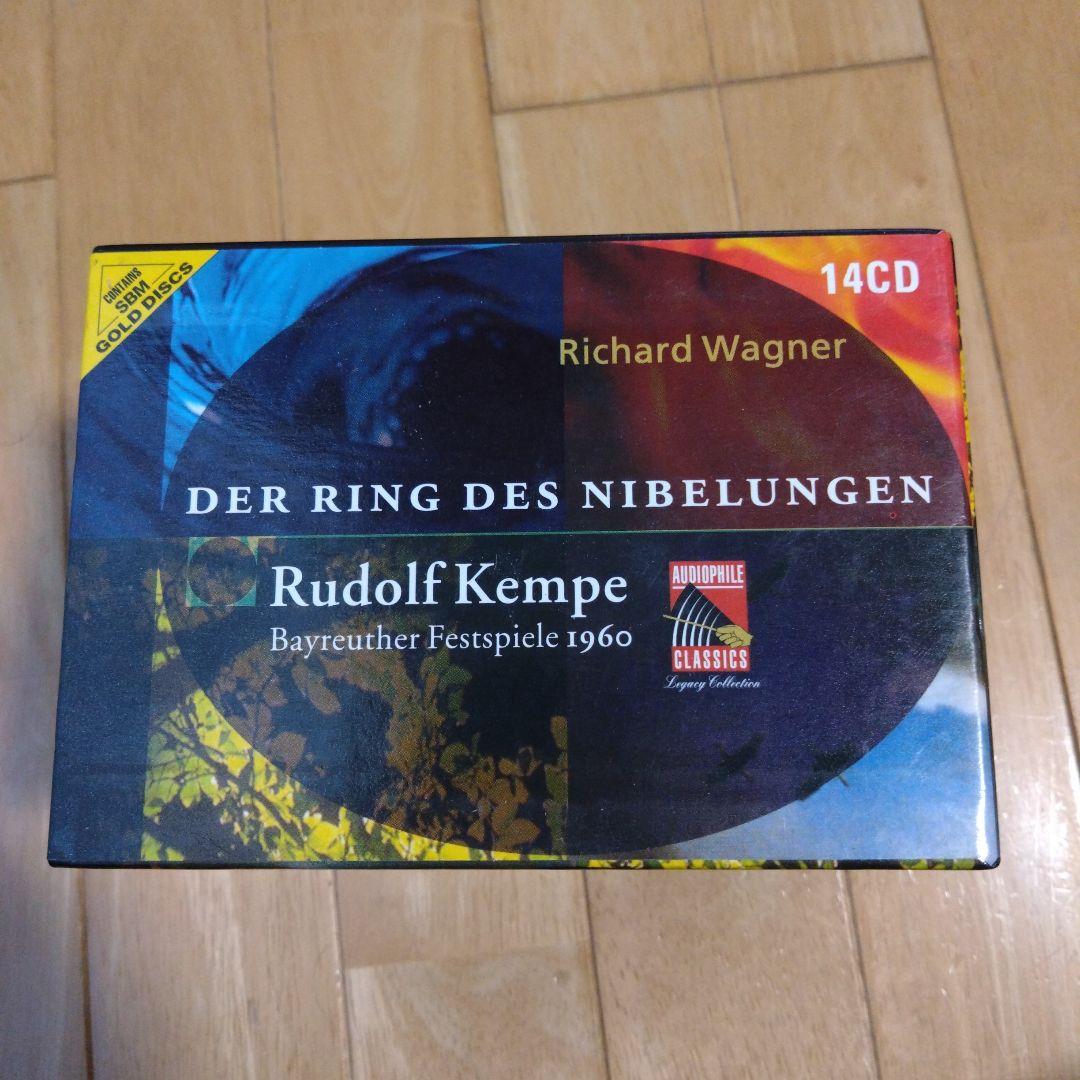 CONTAINS
SBM
GOLD DISCS
14CD
Richard Wagner
DER RING DES NIBELUNGEN
Rudolf Kempe
Bayreuther Festspiele 1960
AUDIOPHILE
CLASSICS
Legacy Collection